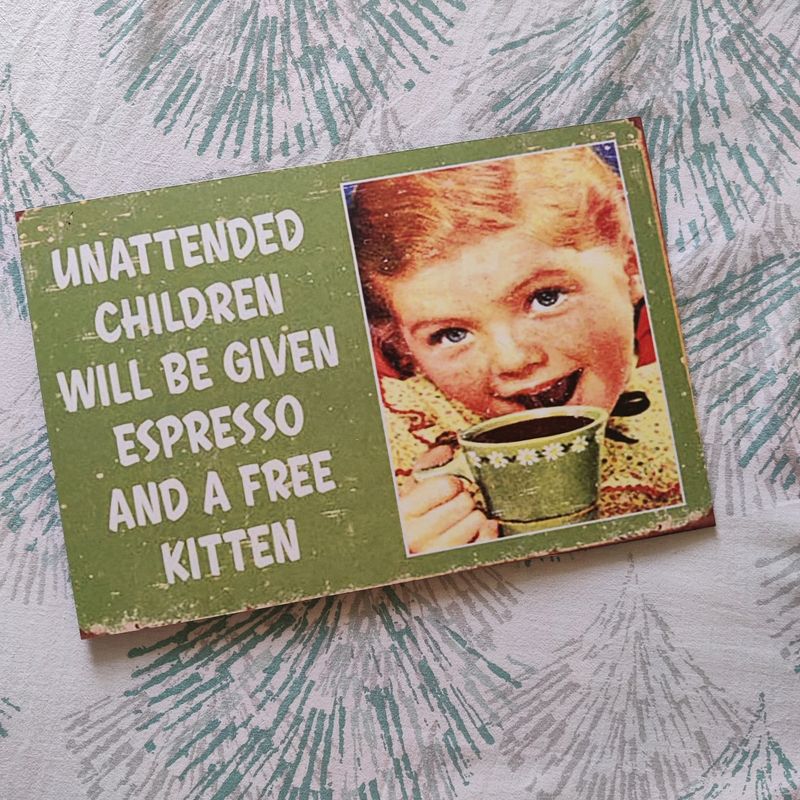 UNATTENDED
CHILDREN
WILL BE GIVEN
ESPRESSO
AND A FREE
KITTEN